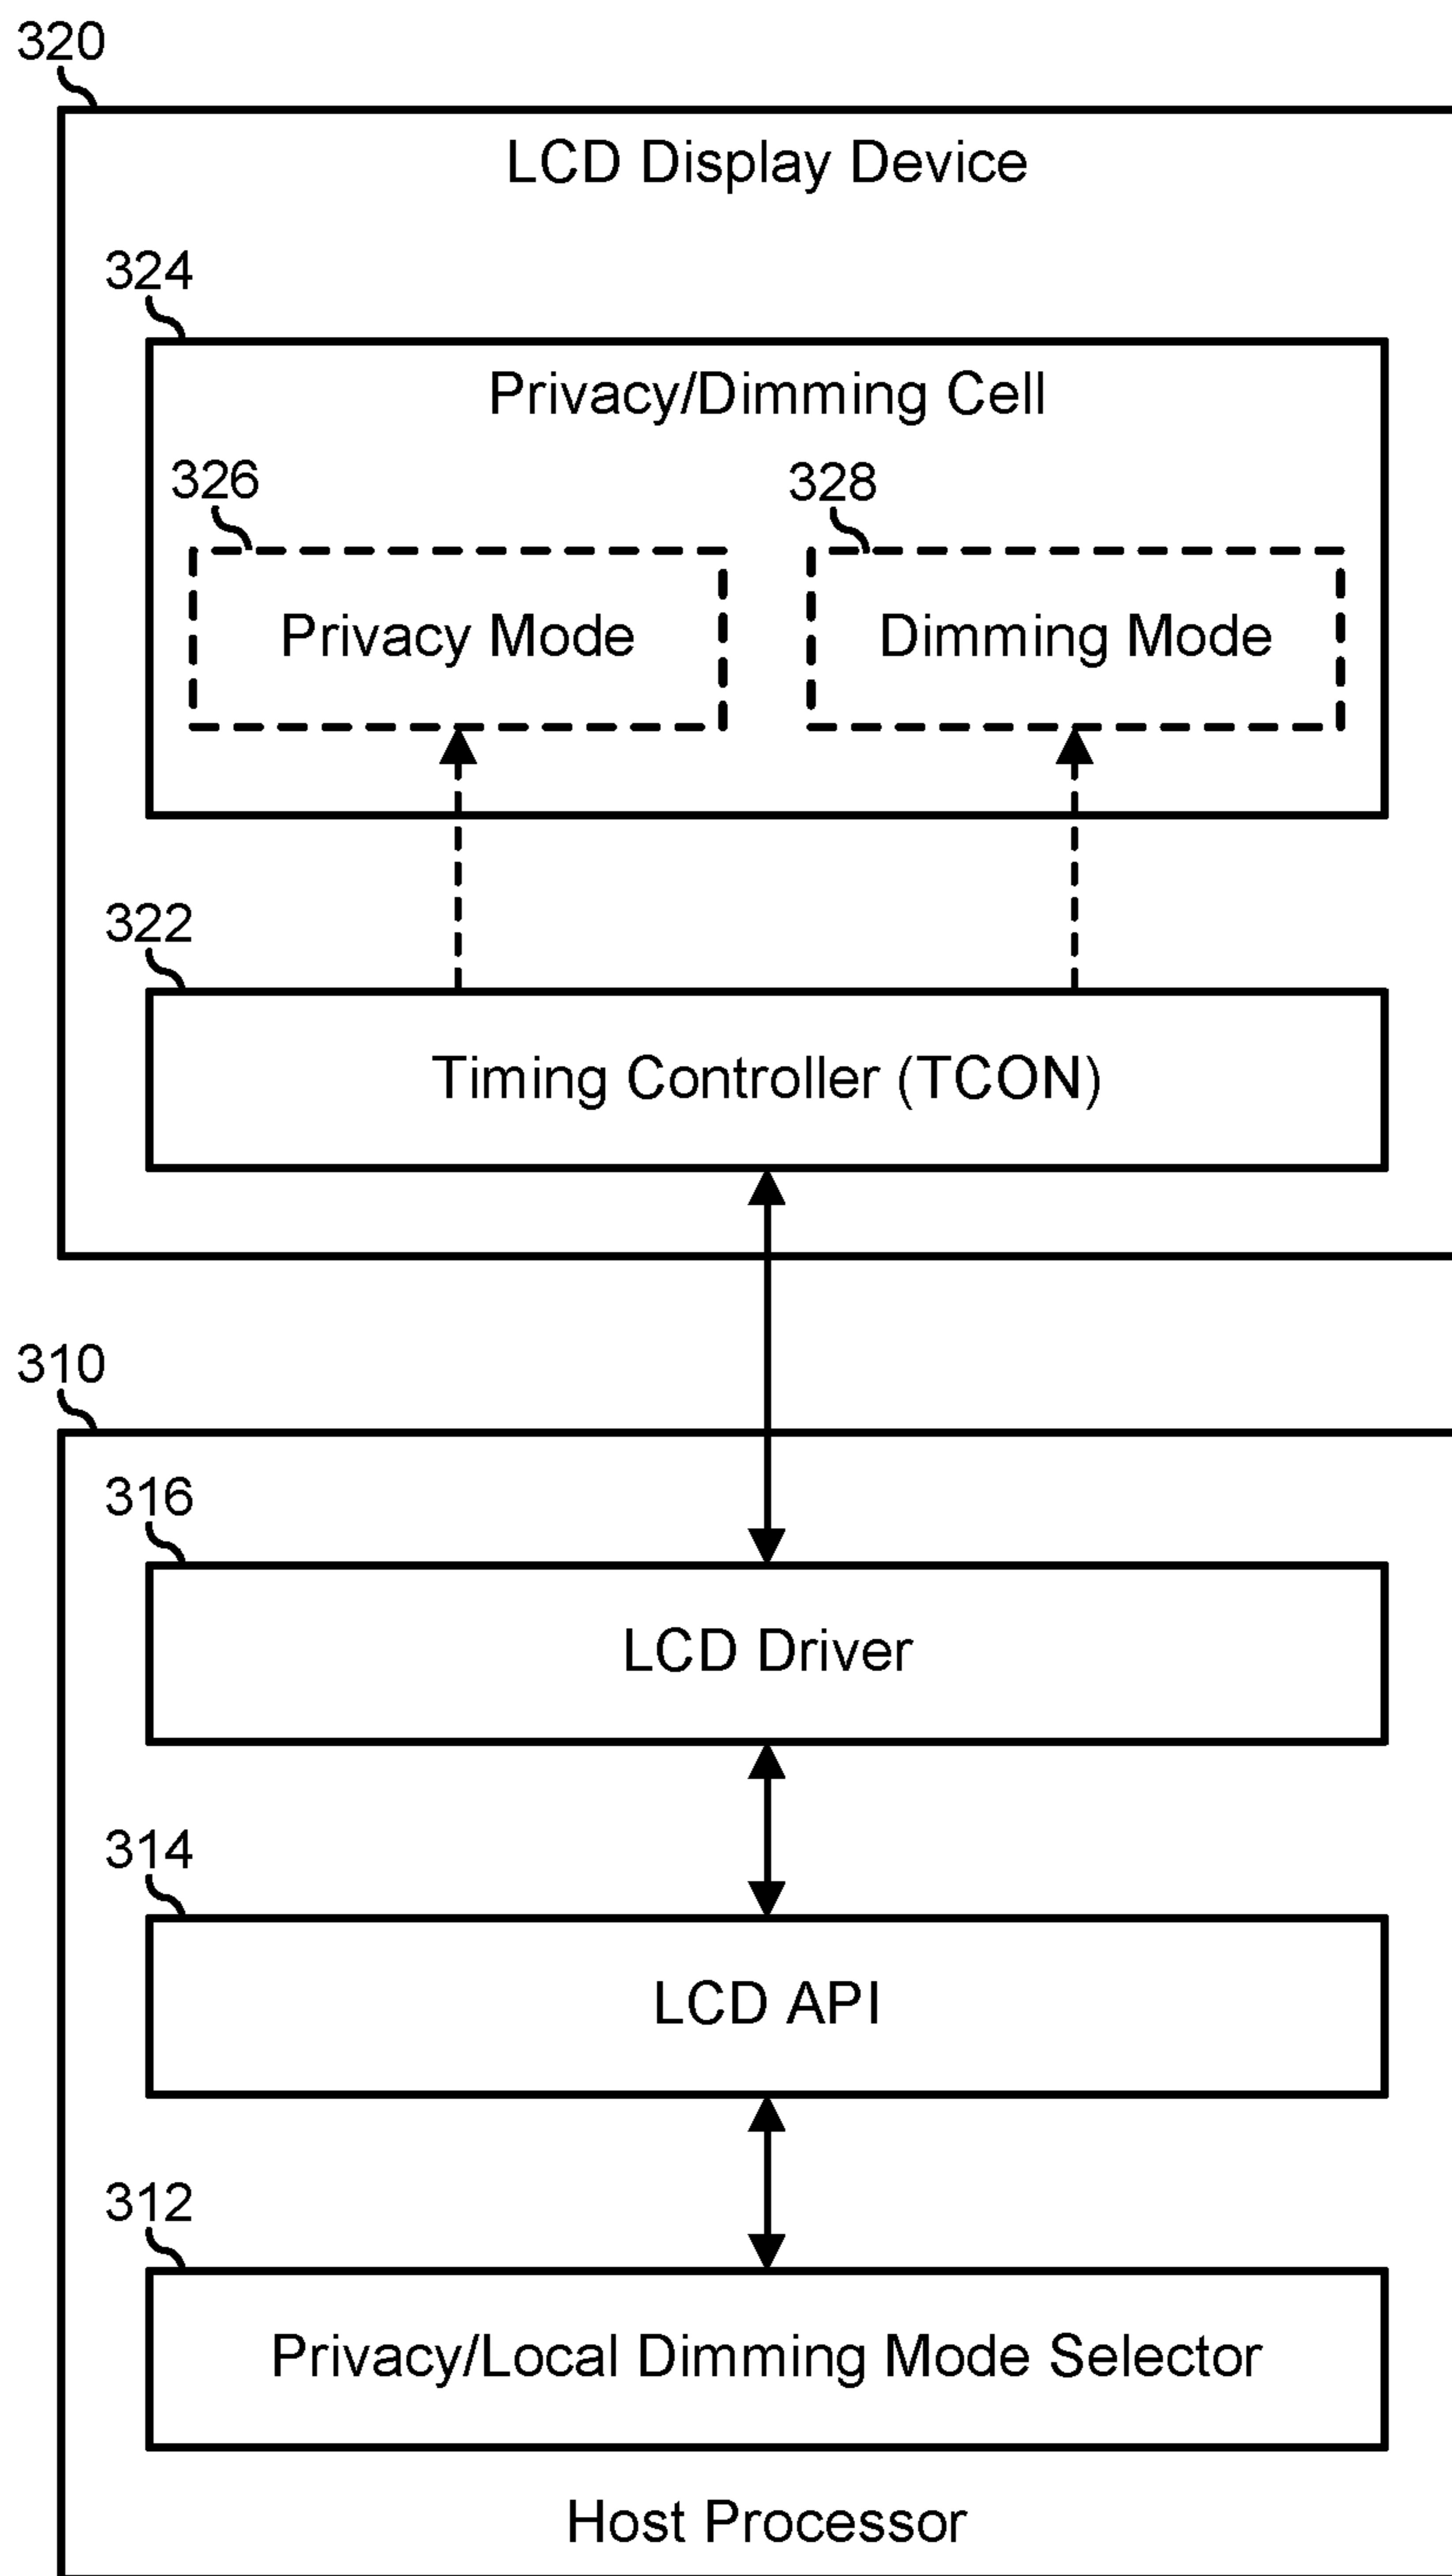 320
LCD Display Device
324
Privacy/Dimming Cell
326
328
Privacy Mode
Dimming Mode
322
Timing Controller (TCON)
310
316
LCD Driver
314
LCD API
312
Privacy/Local Dimming Mode Selector
Host Processor